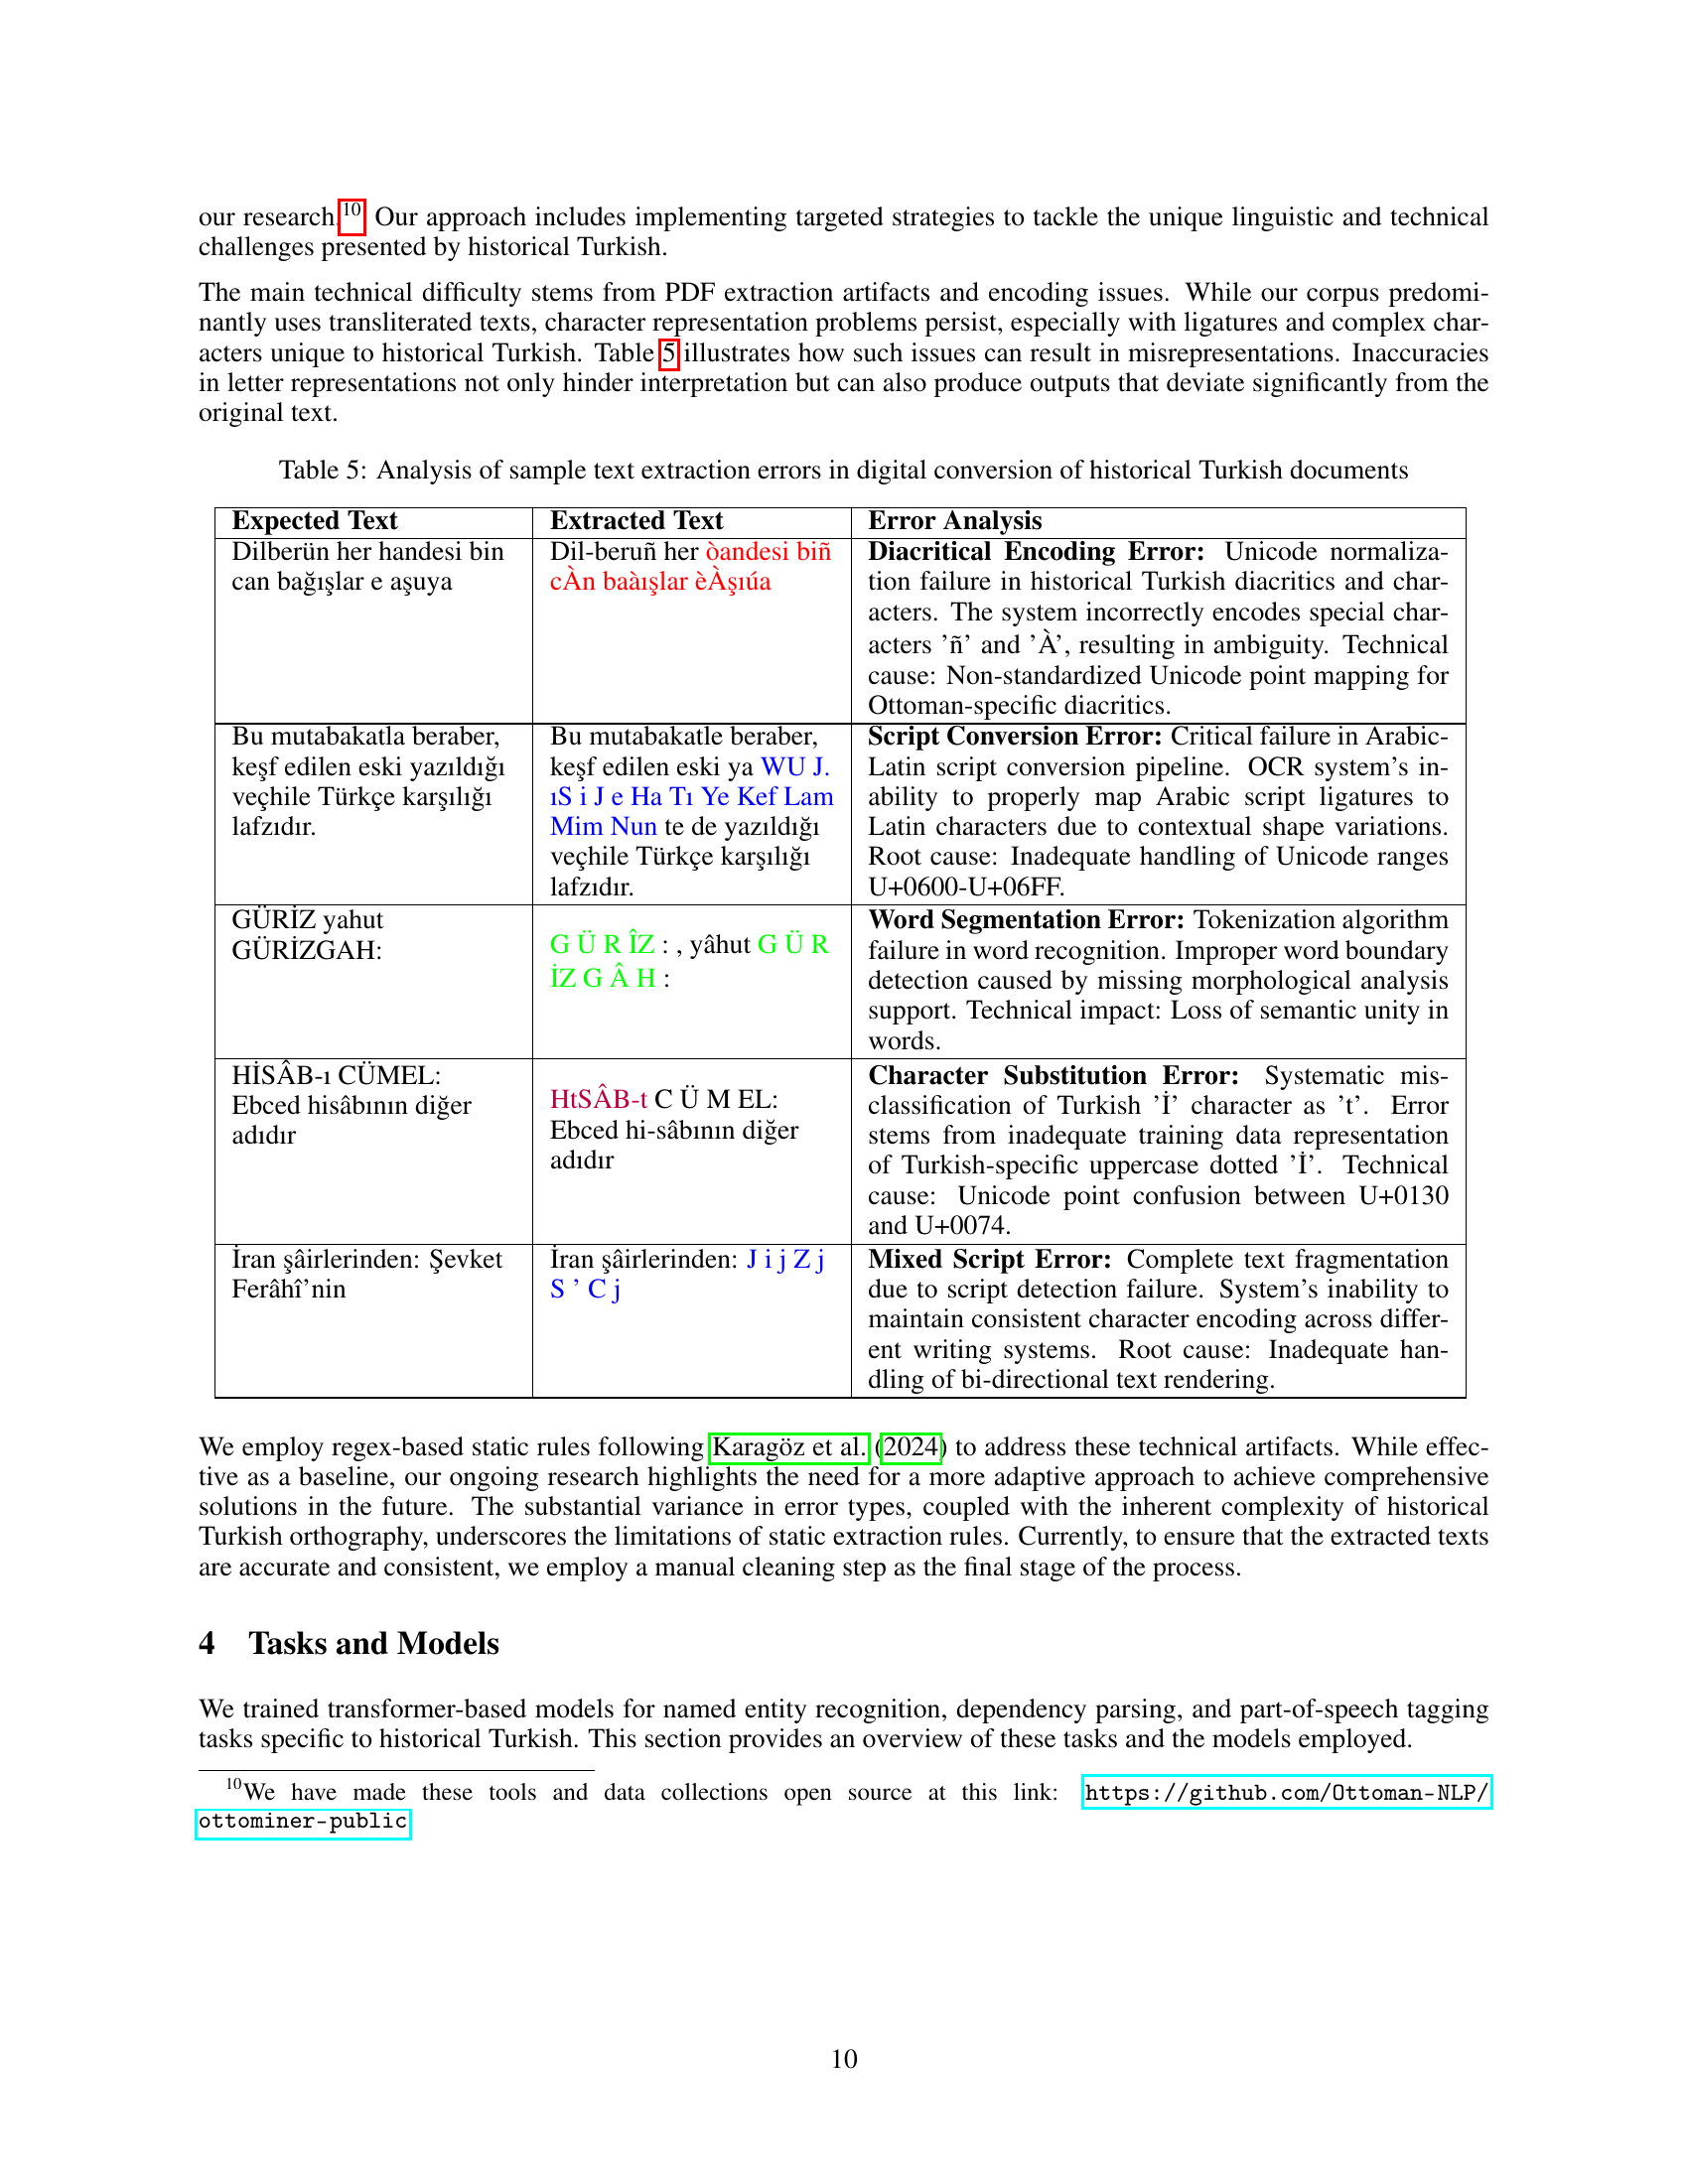 our research.10 Our approach includes implementing targeted strategies to tackle the unique linguistic and technical
challenges presented by historical Turkish.
The main technical difficulty stems from PDF extraction artifacts and encoding issues. While our corpus predomi-
nantly uses transliterated texts, character representation problems persist, especially with ligatures and complex char-
acters unique to historical Turkish. Table 5 illustrates how such issues can result in misrepresentations. Inaccuracies
in letter representations not only hinder interpretation but can also produce outputs that deviate significantly from the
original text.
Table 5: Analysis of sample text extraction errors in digital conversion of historical Turkish documents
Expected Text
Extracted Text
Error Analysis
Dilberün her handesi bin
can bağışlar e aşuya
Dil-beruñ her òandesi biñ
cÀn baàışlar èÀşıúa
Diacritical Encoding Error: Unicode normaliza-
tion failure in historical Turkish diacritics and char-
acters. The system incorrectly encodes special char-
acters ’ñ’ and ’À’, resulting in ambiguity. Technical
cause: Non-standardized Unicode point mapping for
Ottoman-specific diacritics.
Bu mutabakatla beraber,
keşf edilen eski yazıldığı
veçhile Türkçe karşılığı
lafzıdır.
Bu mutabakatle beraber,
keşf edilen eski ya WU J.
ıS i J e Ha Tı Ye Kef Lam
Mim Nun te de yazıldığı
veçhile Türkçe karşılığı
lafzıdır.
Script Conversion Error: Critical failure in Arabic-
Latin script conversion pipeline. OCR system’s in-
ability to properly map Arabic script ligatures to
Latin characters due to contextual shape variations.
Root cause: Inadequate handling of Unicode ranges
U+0600-U+06FF.
GÜRİZ yahut
GÜRİZGAH:
G Ü R ÎZ : , yâhut G Ü R
İZ G Â H :
Word Segmentation Error: Tokenization algorithm
failure in word recognition. Improper word boundary
detection caused by missing morphological analysis
support. Technical impact: Loss of semantic unity in
words.
HİSÂB-ı CÜMEL:
Ebced hisâbının diğer
adıdır
HtSÂB-t C Ü M EL:
Ebced hi-sâbının diğer
adıdır
Character Substitution Error: Systematic mis-
classification of Turkish ’İ’ character as ’t’. Error
stems from inadequate training data representation
of Turkish-specific uppercase dotted ’İ’. Technical
cause: Unicode point confusion between U+0130
and U+0074.
İran şâirlerinden: Şevket
Ferâhî’nin
İran şâirlerinden: J i j Z j
S ’ C j
Mixed Script Error: Complete text fragmentation
due to script detection failure. System’s inability to
maintain consistent character encoding across differ-
ent writing systems. Root cause: Inadequate han-
dling of bi-directional text rendering.
We employ regex-based static rules following Karagöz et al. (2024) to address these technical artifacts. While effec-
tive as a baseline, our ongoing research highlights the need for a more adaptive approach to achieve comprehensive
solutions in the future. The substantial variance in error types, coupled with the inherent complexity of historical
Turkish orthography, underscores the limitations of static extraction rules. Currently, to ensure that the extracted texts
are accurate and consistent, we employ a manual cleaning step as the final stage of the process.
4 Tasks and Models
We trained transformer-based models for named entity recognition, dependency parsing, and part-of-speech tagging
tasks specific to historical Turkish. This section provides an overview of these tasks and the models employed.
10We have made these tools and data collections open source at this link: https://github.com/Ottoman-NLP/
ottominer-public
10